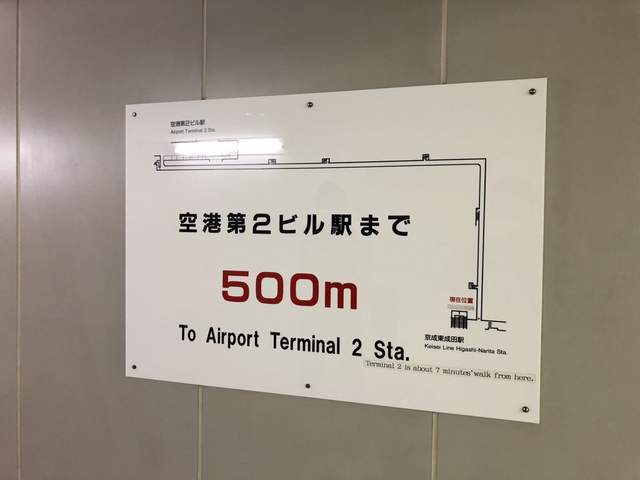 空港第2ビル駅
Airport Terminal 2 Sta.
空港第2ビル駅まで
500m
To Airport Terminal 2 Sta.
現在位置
京成東成田駅
Keisei Line Higashi-Narita Sta.
Terminal 2 is about 7 minutes' walk from here.